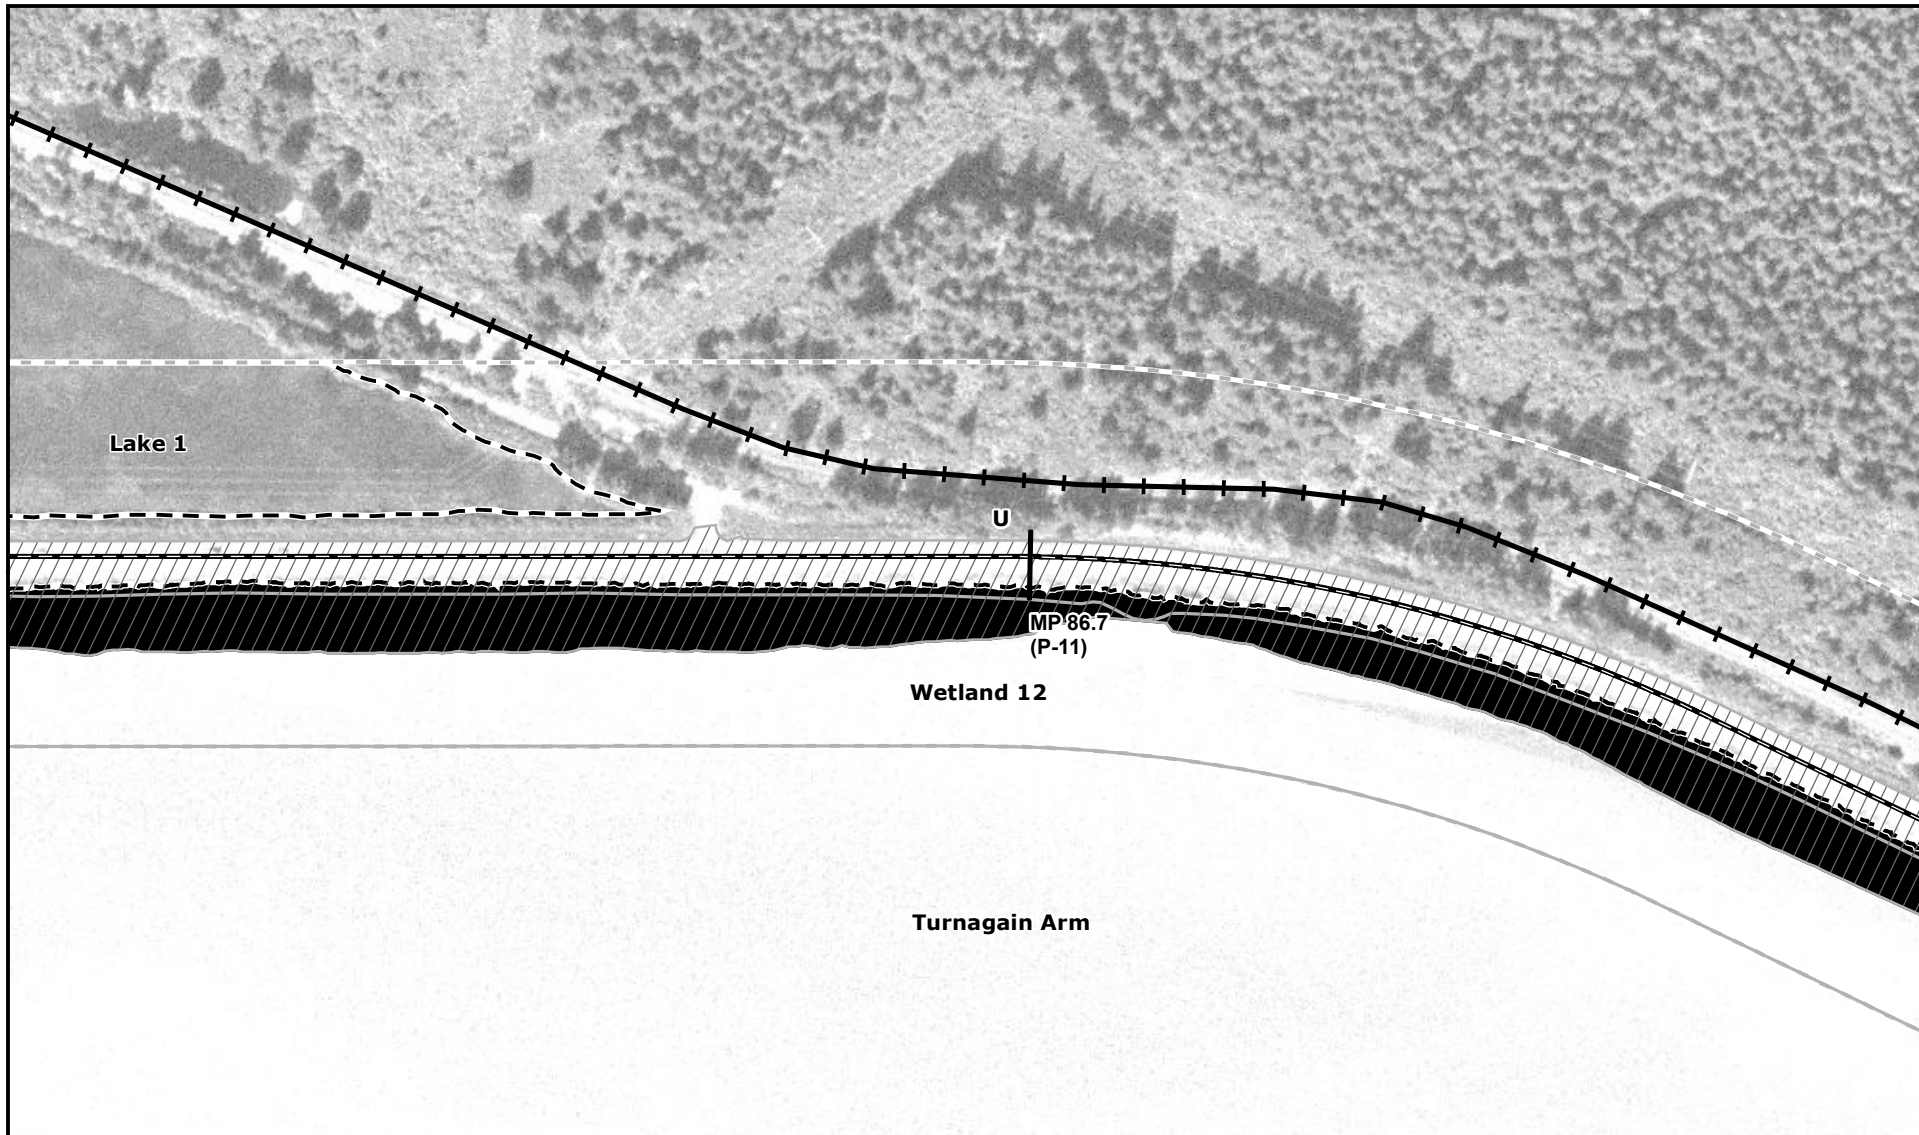 Lake 1
U
MP 86.7
(P-11)
Wetland 12
Turnagain Arm